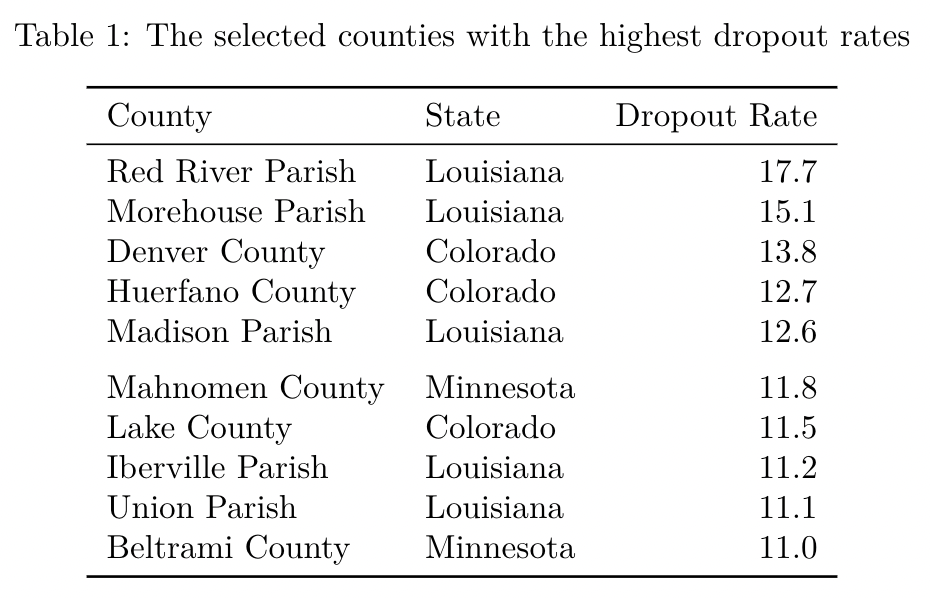 Table 1: The selected counties with the highest dropout rates
County State Dropout Rate
Red River Parish Louisiana 17.7
Morehouse Parish Louisiana 15.1
Denver County Colorado 13.8
Huerfano County Colorado 12.7
Madison Parish Louisiana 12.6
Mahnomen County Minnesota 11.8
Lake County Colorado 11.5
Iberville Parish Louisiana 11.2
Union Parish Louisiana 11.1
Beltrami County Minnesota 11.0